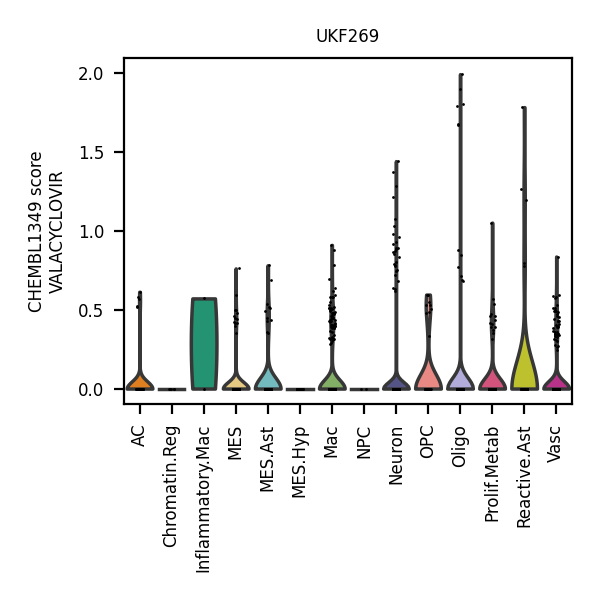 UKF269
CHEMBL1349 score
VALACYCLOVIR
2.0
1.5
1.0
0.5
0.0
AC
Chromatin.Reg
Inflammatory.Mac
MES
MES.Ast
MES.Hyp
Mac
NPC
Neuron
OPC
Oligo
Prolif.Metab
Reactive.Ast
Vasc